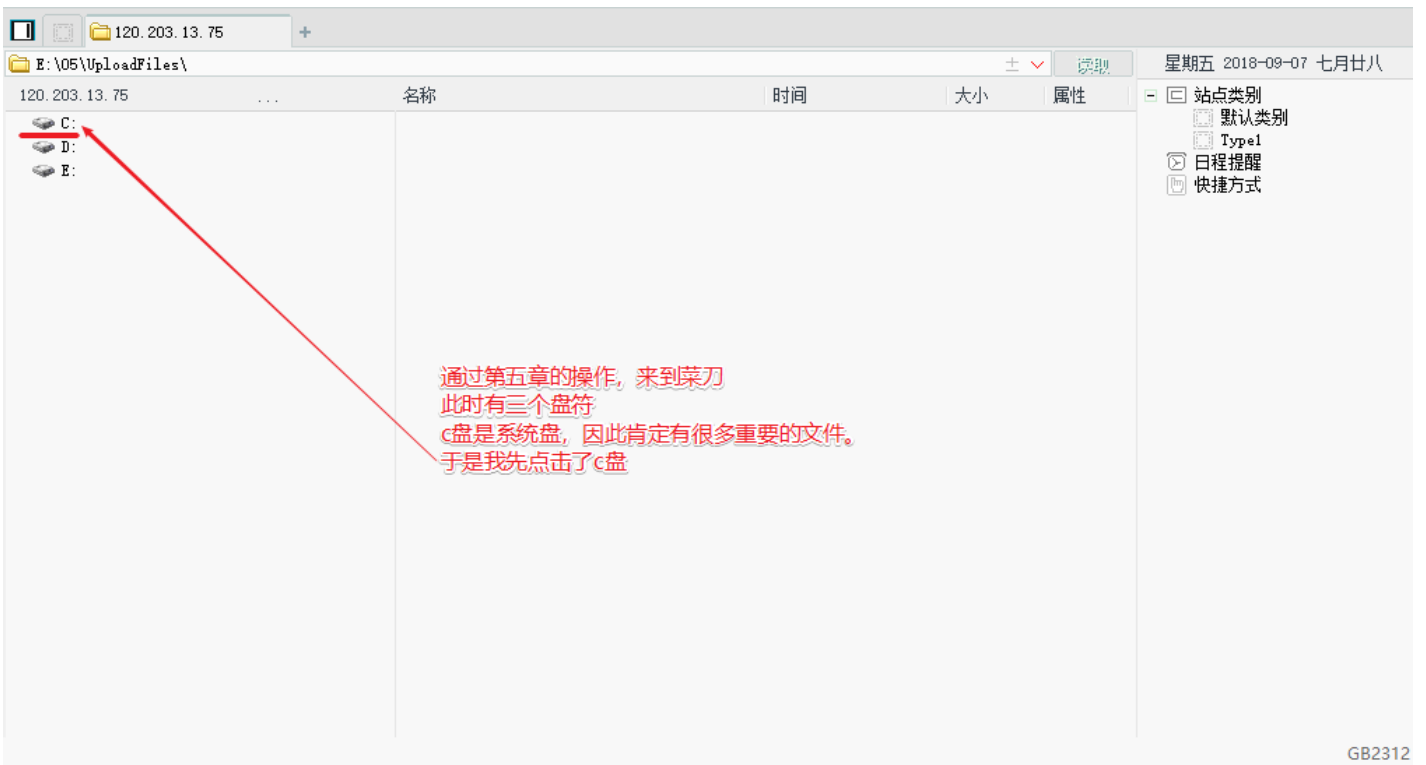 120.203.13.75
+
E:\05\UploadFiles\
读取
星期五 2018-09-07 七月廿八
120.203.13.75 ... 名称 时间 大小 属性
C:
D:
E:
站点类别
默认类别
Type1
日程提醒
快捷方式
通过第五章的操作，来到菜刀
此时有三个盘符
c盘是系统盘，因此肯定有很多重要的文件。
于是我先点击了c盘
GB2312